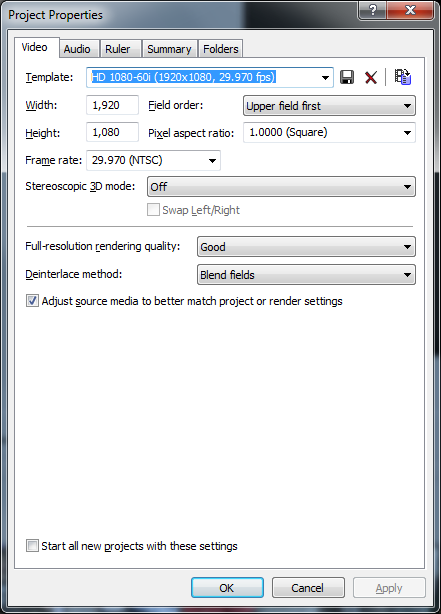 Project Properties
Video Audio Ruler Summary Folders
Template: HD 1080-60i (1920x1080, 29.970 fps)
Width: 1,920 Field order: Upper field first
Height: 1,080 Pixel aspect ratio: 1.0000 (Square)
Frame rate: 29.970 (NTSC)
Stereoscopic 3D mode: Off
Swap Left/Right
Full-resolution rendering quality: Good
Deinterlace method: Blend fields
Adjust source media to better match project or render settings
Start all new projects with these settings
OK Cancel Apply